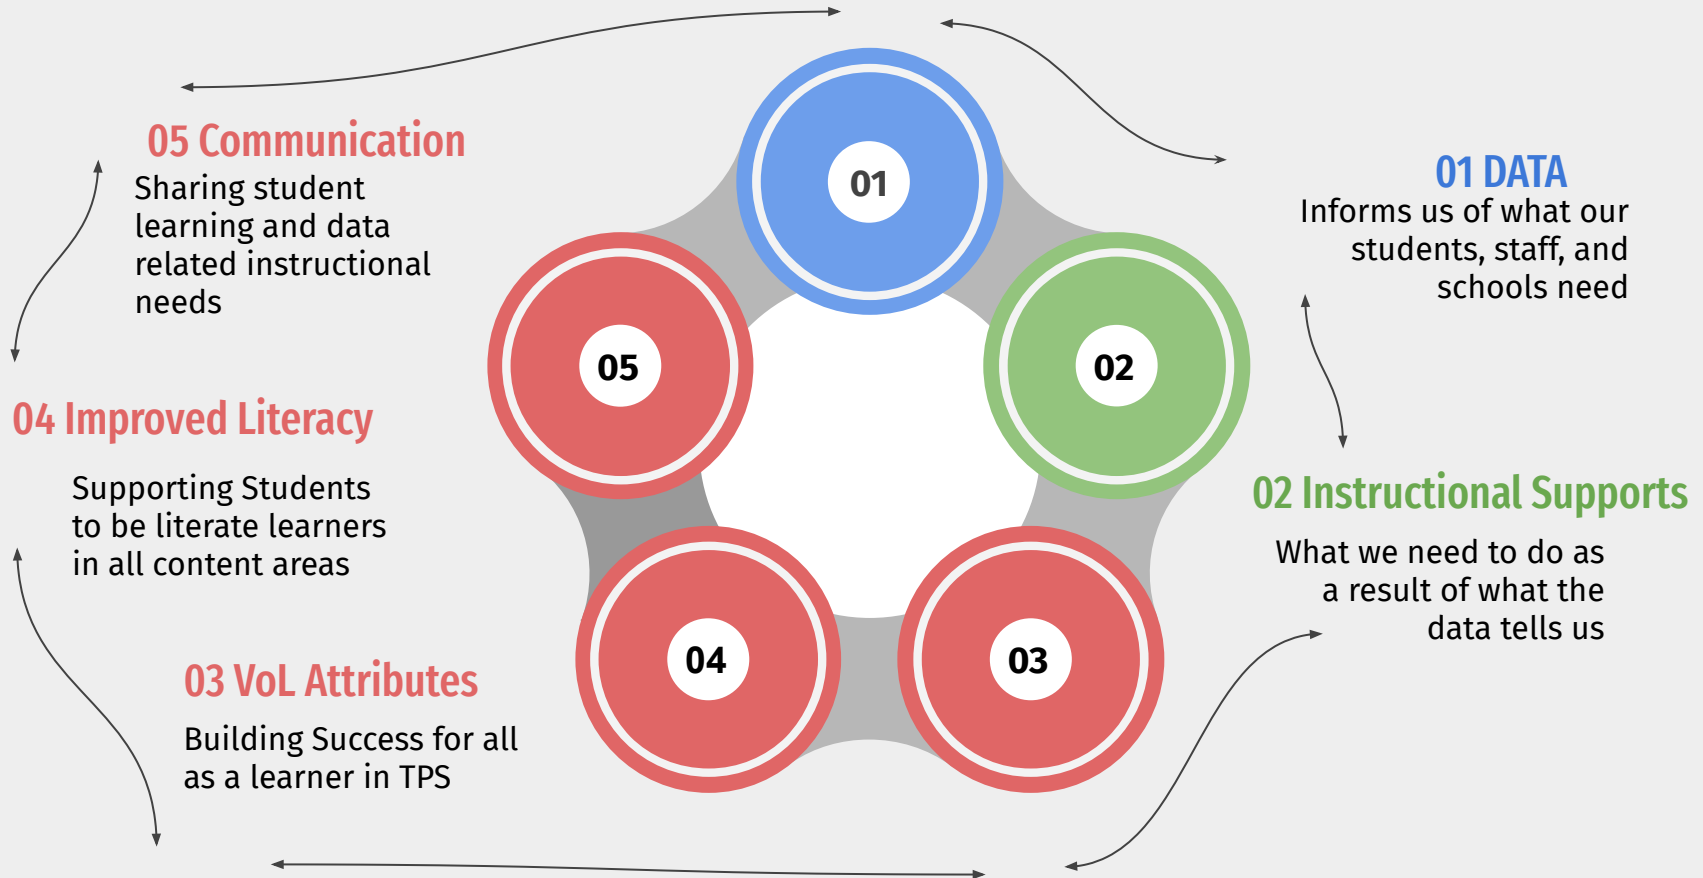 05 Communication
Sharing student
learning and data
related instructional
needs
01
01 DATA
Informs us of what our
students, staff, and
schools need
05
02
04 Improved Literacy
Supporting Students
to be literate learners
in all content areas
02 Instructional Supports
What we need to do as
a result of what the
data tells us
04
03
03 VoL Attributes
Building Success for all
as a learner in TPS